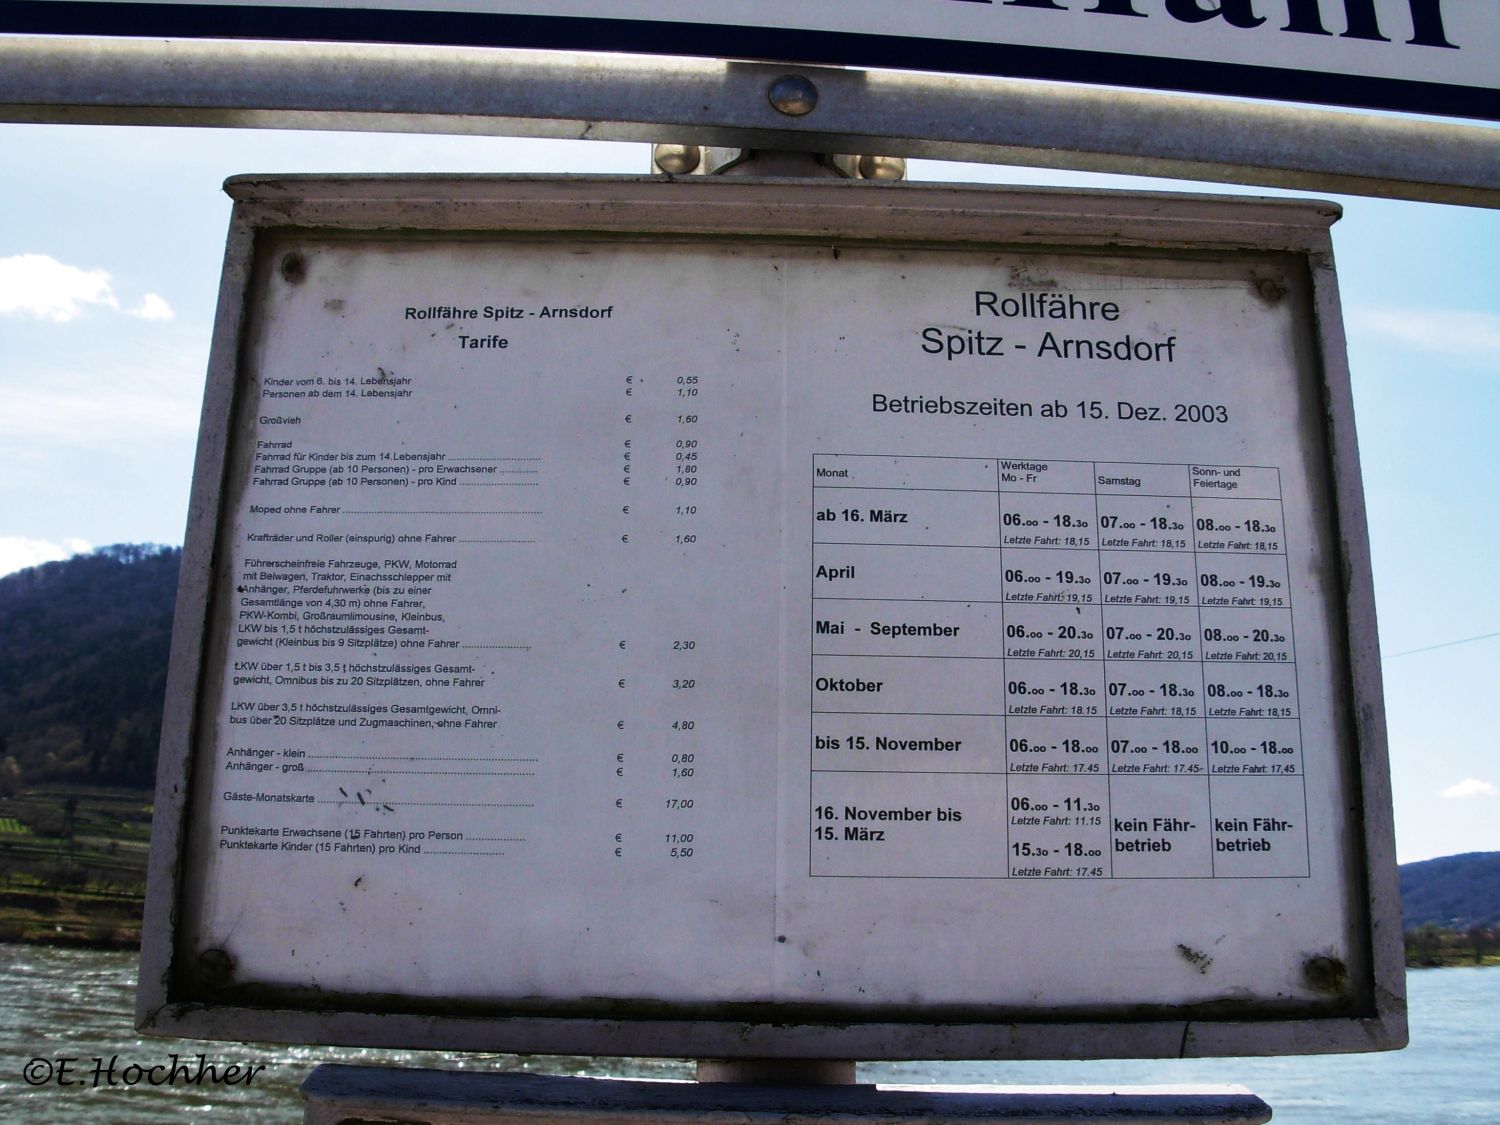 Rollfähre Spitz - Arnsdorf
Tarife
Kinder vom 6. bis 14. Lebensjahr € 0,55
Personen ab dem 14. Lebensjahr € 1,10
Großvieh € 1,60
Fahrrad € 0,90
Fahrrad für Kinder bis zum 14.Lebensjahr € 0,45
Fahrrad Gruppe (ab 10 Personen) - pro Erwachsener € 1,80
Fahrrad Gruppe (ab 10 Personen) - pro Kind € 0,90
Moped ohne Fahrer € 1,10
Krafträder und Roller (einspurig) ohne Fahrer € 1,60
Führerscheinfreie Fahrzeuge, PKW, Motorrad
mit Beiwagen, Traktor, Einachsschlepper mit
Anhänger, Pferdefuhrwerke (bis zu einer
Gesamtlänge von 4,30 m) ohne Fahrer,
PKW-Kombi, Großraumlimousine, Kleinbus,
LKW bis 1,5 t höchstzulässiges Gesamt-
gewicht (Kleinbus bis 9 Sitzplätze) ohne Fahrer € 2,30
LKW über 1,5 t bis 3,5 t höchstzulässiges Gesamt-
gewicht, Omnibus bis zu 20 Sitzplätzen, ohne Fahrer € 3,20
LKW über 3,5 t höchstzulässiges Gesamtgewicht, Omni-
bus über 20 Sitzplätze und Zugmaschinen, ohne Fahrer € 4,80
Anhänger - klein € 0,80
Anhänger - groß € 1,60
Gäste-Monatskarte € 17,00
Punktekarte Erwachsene (15 Fahrten) pro Person € 11,00
Punktekarte Kinder (15 Fahrten) pro Kind € 5,50
Rollfähre
Spitz - Arnsdorf
Betriebszeiten ab 15. Dez. 2003
Monat Werktage Mo - Fr Samstag Sonn- und Feiertage
ab 16. März 06.00 - 18.30 07.00 - 18.30 08.00 - 18.30
Letzte Fahrt: 18,15 Letzte Fahrt: 18,15 Letzte Fahrt: 18,15
April 06.00 - 19.30 07.00 - 19.30 08.00 - 19.30
Letzte Fahrt: 19,15 Letzte Fahrt: 19,15 Letzte Fahrt: 19,15
Mai - September 06.00 - 20.30 07.00 - 20.30 08.00 - 20.30
Letzte Fahrt: 20,15 Letzte Fahrt: 20,15 Letzte Fahrt: 20,15
Oktober 06.00 - 18.30 07.00 - 18.30 08.00 - 18.30
Letzte Fahrt: 18.15 Letzte Fahrt: 18,15 Letzte Fahrt: 18,15
bis 15. November 06.00 - 18.00 07.00 - 18.00 10.00 - 18.00
Letzte Fahrt: 17.45 Letzte Fahrt: 17.45 Letzte Fahrt: 17,45
16. November bis 06.00 - 11.30
Letzte Fahrt: 11.15
15. März kein Fähr- kein Fähr-
betrieb betrieb
15.30 - 18.00
Letzte Fahrt: 17.45
©E.Hochher